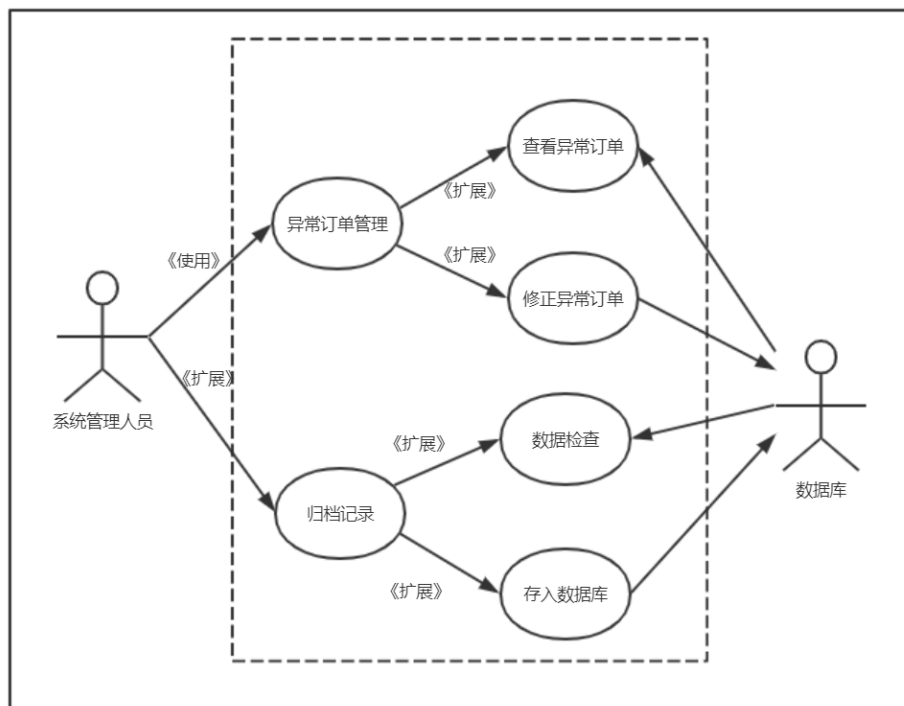 查看异常订单
《扩展》
异常订单管理
《扩展》
《使用》
修正异常订单
《扩展》
系统管理人员
《扩展》
数据检查
数据库
归档记录
《扩展》
存入数据库